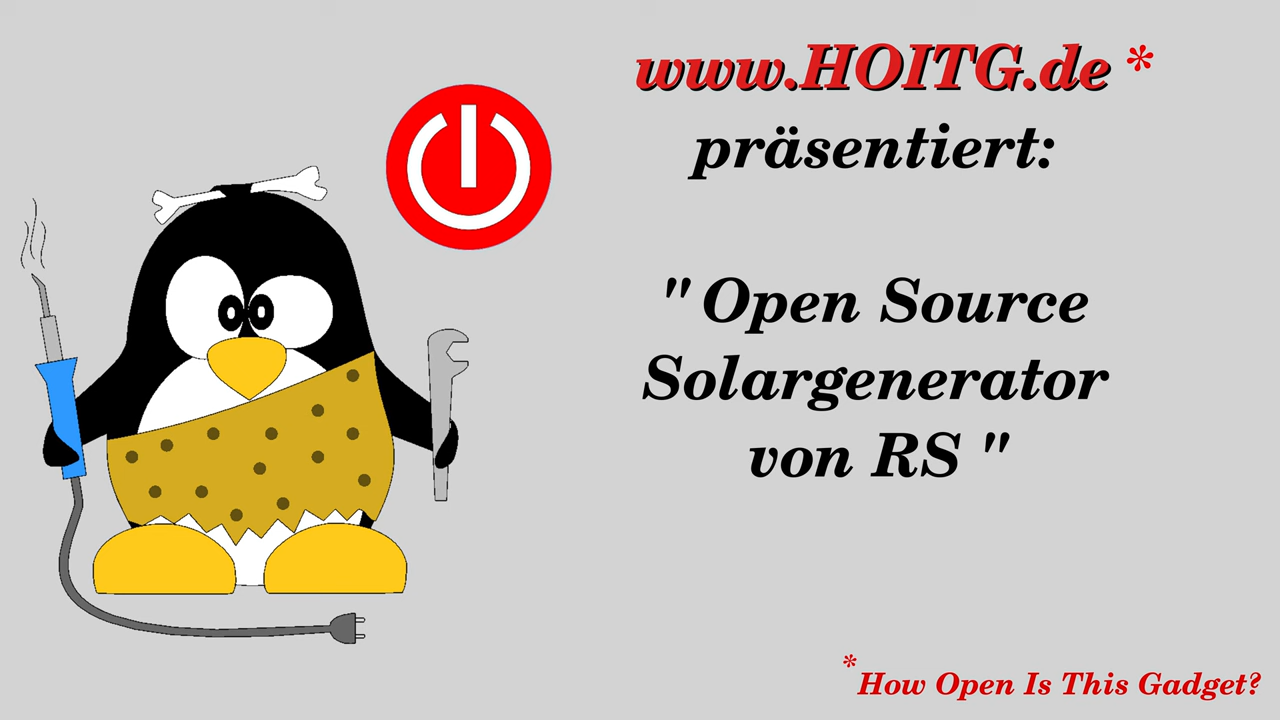 www.HOITG.de *
präsentiert:
" Open Source
Solargenerator
von RS "
* How Open Is This Gadget?